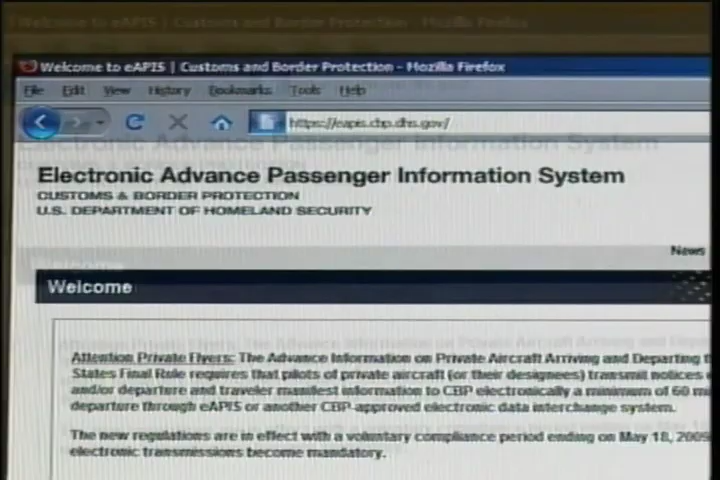 Welcome to eAPIS | Customs and Border Protection - Mozilla Firefox
File Edit View History Bookmarks Tools Help
https://eapis.cbp.dhs.gov/
Electronic Advance Passenger Information System
CUSTOMS & BORDER PROTECTION
U.S. DEPARTMENT OF HOMELAND SECURITY
News
Welcome
Attention Private Flyers: The Advance Information on Private Aircraft Arriving and Departing
States Final Rule requires that pilots of private aircraft (or their designees) transmit notices
and/or departure and traveler manifest information to CBP electronically a minimum of 60
departure through eAPIS or another CBP-approved electronic data interchange system.
The new regulations are in effect with a voluntary compliance period ending on May 18, 2009
electronic transmissions become mandatory.